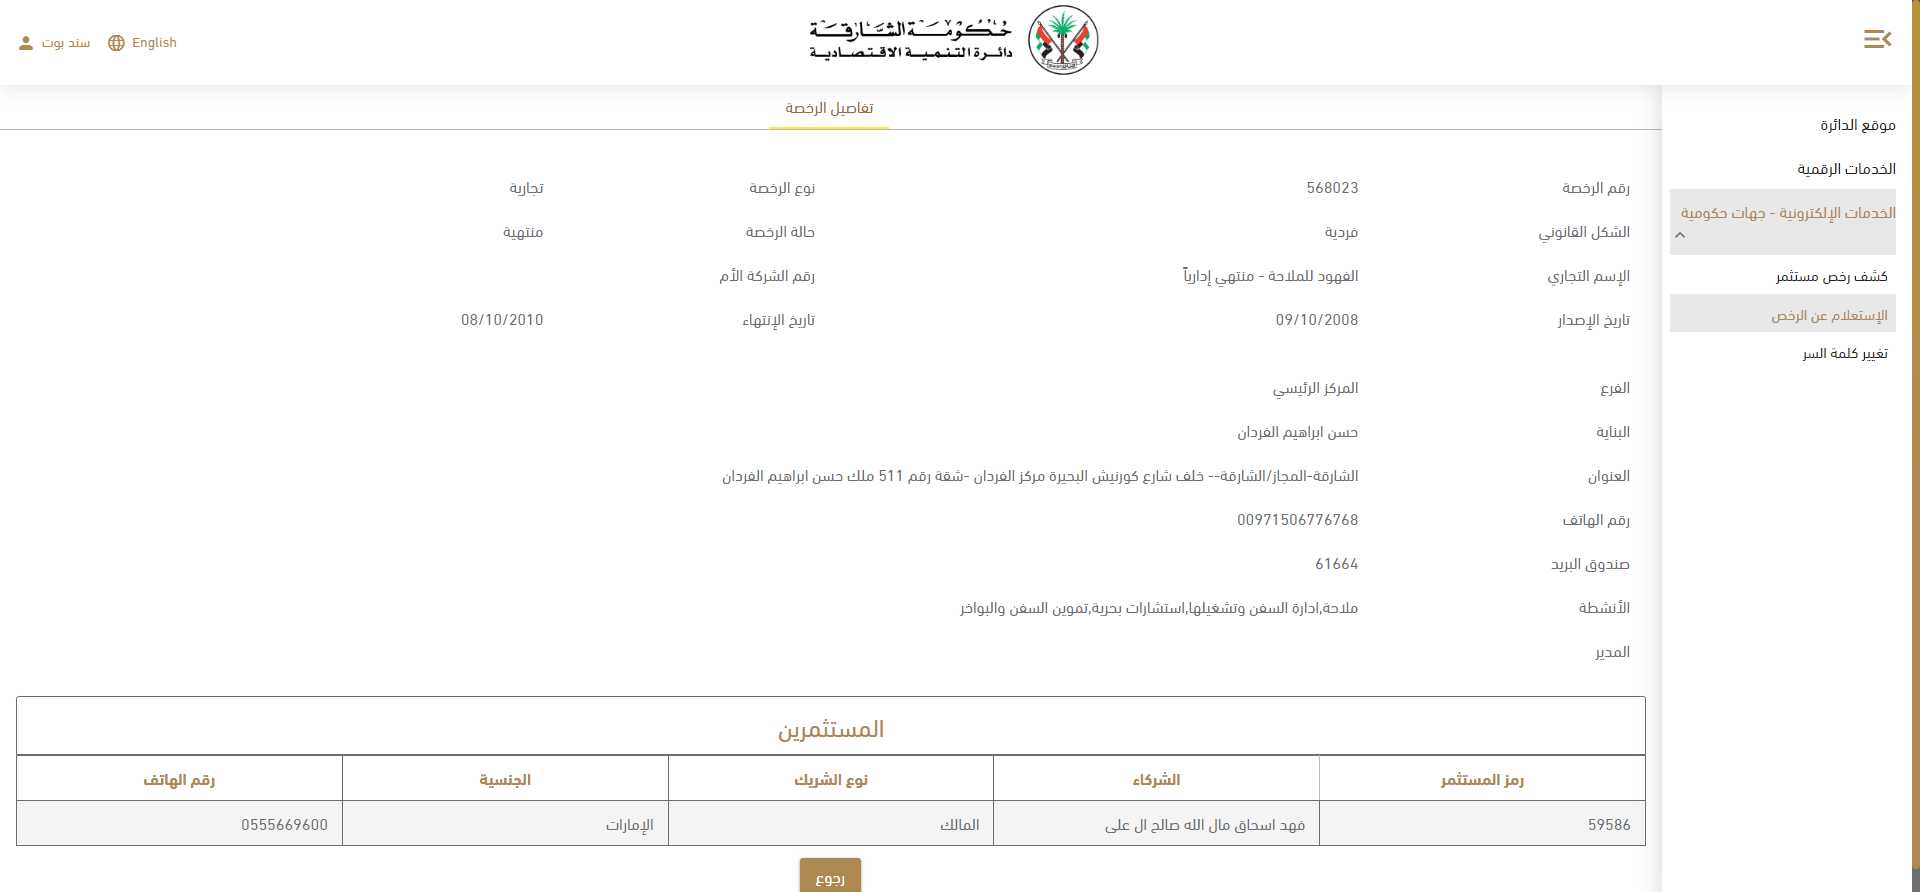 حكومة الشارقة
دائرة التنمية الاقتصادية
English
سند بوت
موقع الدائرة
الخدمات الرقمية
الخدمات الإلكترونية - جهات حكومية
كشف رخص مستثمر
الإستعلام عن الرخص
تغيير كلمة السر
تفاصيل الرخصة
رقم الرخصة 568023 نوع الرخصة تجارية
الشكل القانوني فردية حالة الرخصة منتهية
الإسم التجاري الفهود للملاحة - منتهي إدارياً رقم الشركة الأم
تاريخ الإصدار 09/10/2008 تاريخ الإنتهاء 08/10/2010
الفرع المركز الرئيسي
البناية حسن ابراهيم الفردان
العنوان الشارقة-المجاز/الشارقة-- خلف شارع كورنيش البحيرة مركز الفردان -شقة رقم 511 ملك حسن ابراهيم الفردان
رقم الهاتف 00971506776768
صندوق البريد 61664
الأنشطة ملاحة,ادارة السفن وتشغيلها,استشارات بحرية,تموين السفن والبواخر
المدير
المستثمرين
رمز المستثمر الشركاء نوع الشريك الجنسية رقم الهاتف
59586 فهد اسحاق مال الله صالح ال على المالك الإمارات 0555669600
رجوع